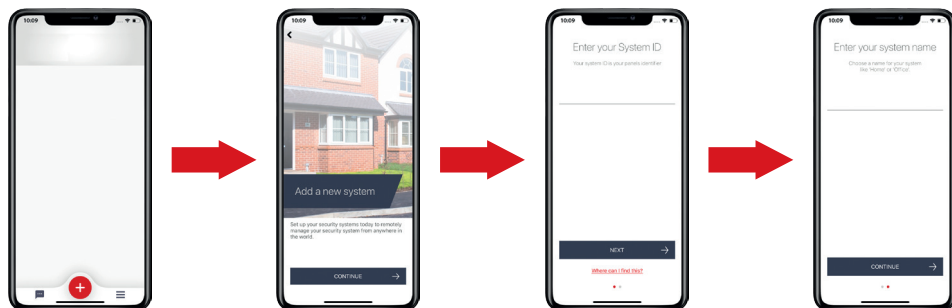 10:09
10:09
Add a new system
Set up your security systems today to remotely
manage your security system from anywhere in
the world.
CONTINUE
10:09
Enter your System ID
Your system ID is your panels identifier
NEXT
Where can I find this?
10:09
Enter your system name
Choose a name for your system
like 'Home' or 'Office'.
CONTINUE